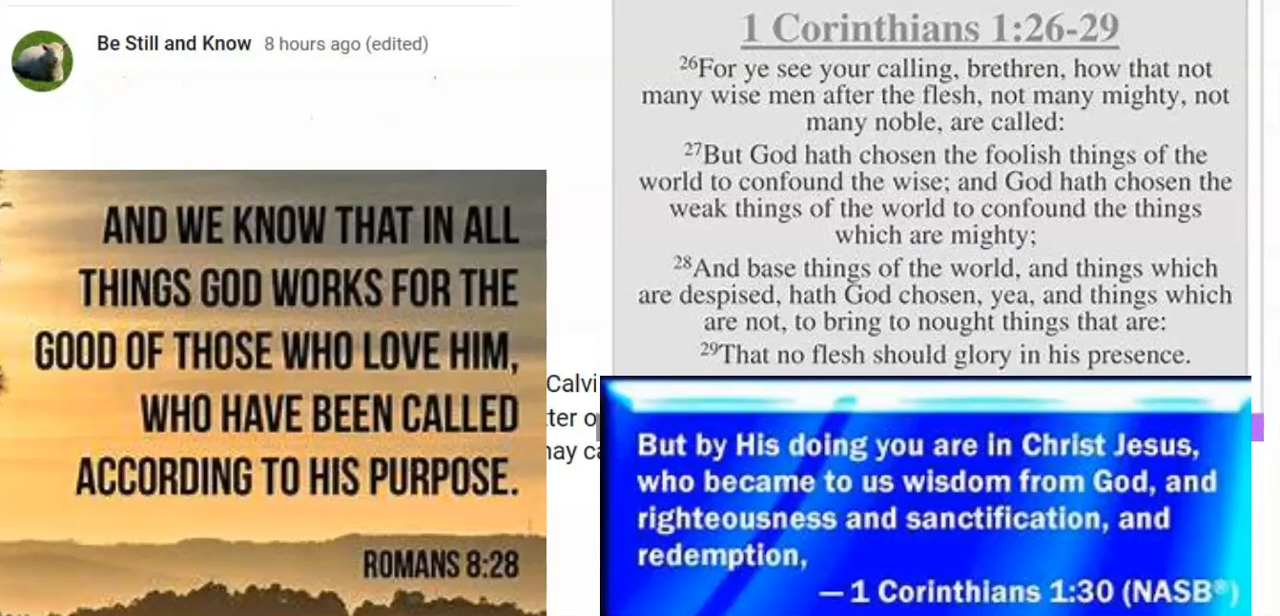 Be Still and Know 8 hours ago (edited)
AND WE KNOW THAT IN ALL
THINGS GOD WORKS FOR THE
GOOD OF THOSE WHO LOVE HIM,
WHO HAVE BEEN CALLED
ACCORDING TO HIS PURPOSE.
ROMANS 8:28
Calvi
ter o
may ca
1 Corinthians 1:26-29
26For ye see your calling, brethren, how that not
many wise men after the flesh, not many mighty, not
many noble, are called:
27But God hath chosen the foolish things of the
world to confound the wise; and God hath chosen the
weak things of the world to confound the things
which are mighty;
28And base things of the world, and things which
are despised, hath God chosen, yea, and things which
are not, to bring to nought things that are:
29That no flesh should glory in his presence.
But by His doing you are in Christ Jesus,
who became to us wisdom from God, and
righteousness and sanctification, and
redemption,
— 1 Corinthians 1:30 (NASB®)